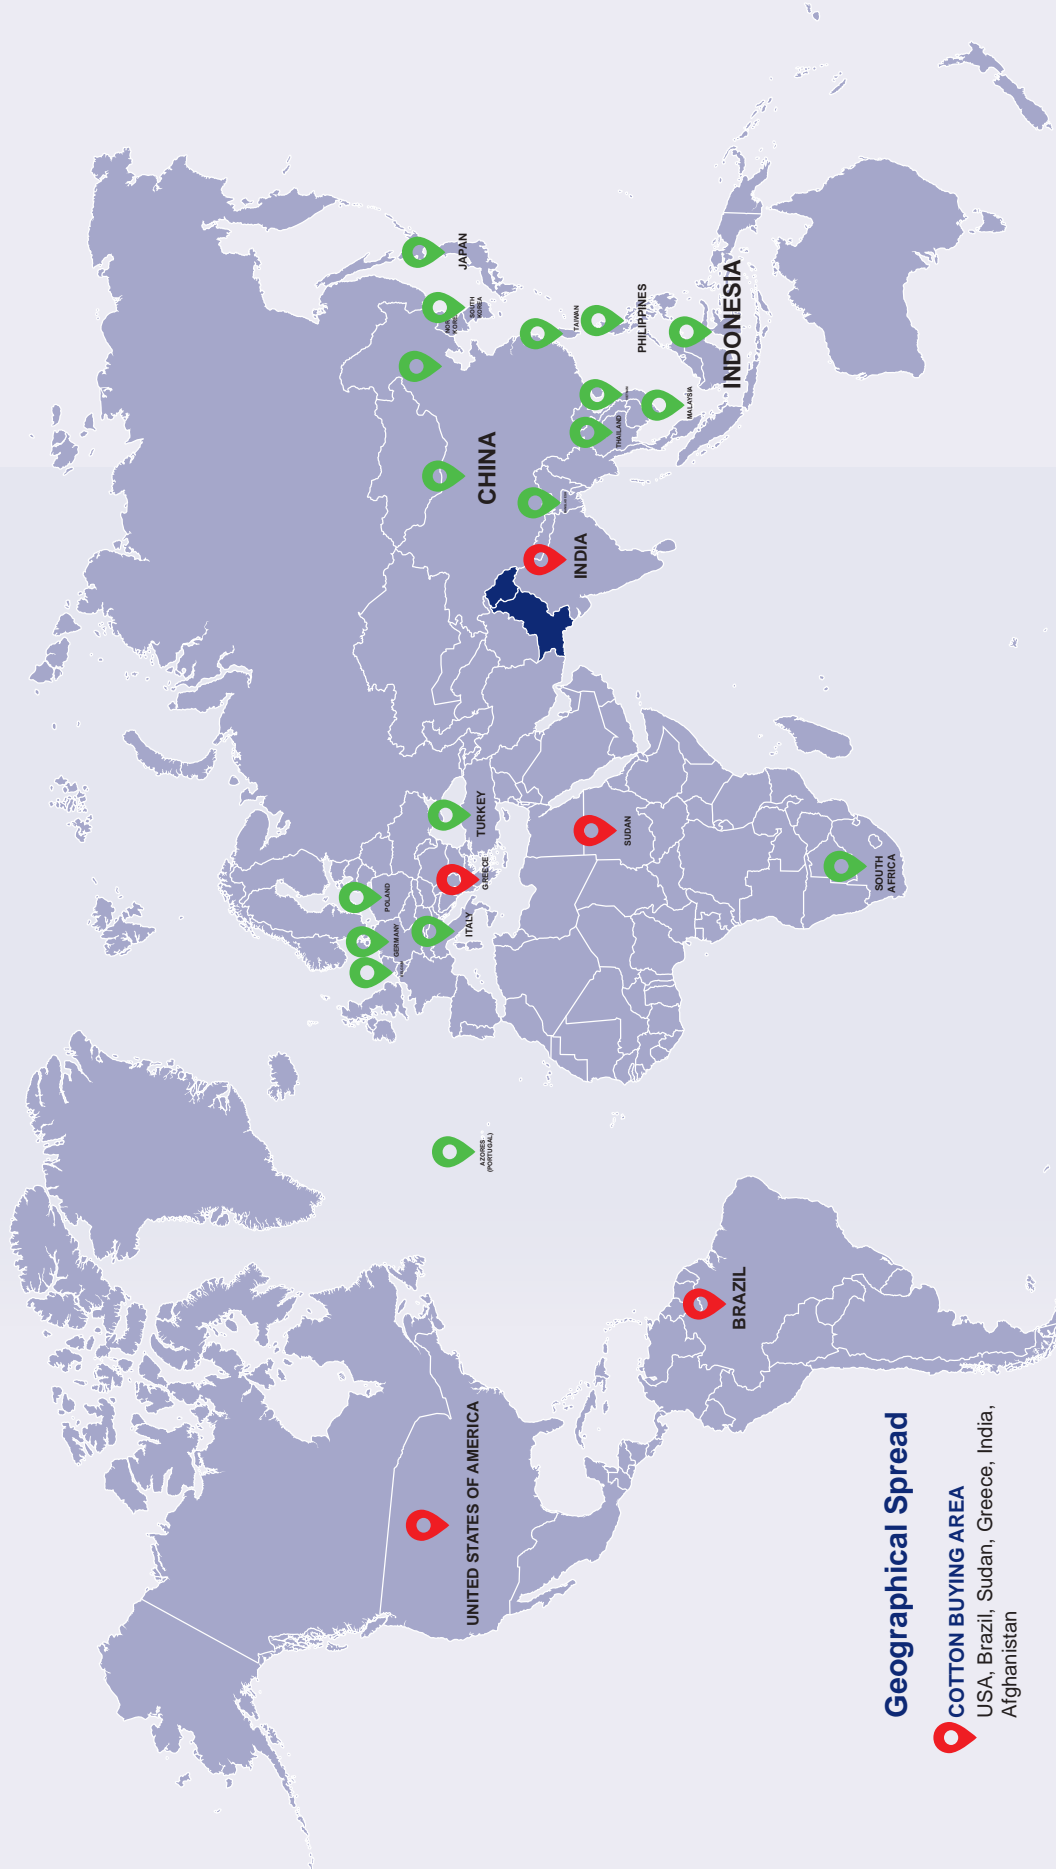 JAPAN
SOUTH
KOREA
TAIWAN
PHILIPPINES
INDONESIA
MALAYSIA
THAILAND
CHINA
INDIA
TURKEY
GREECE
ITALY
POLAND
GERMANY
SUDAN
SOUTH
AFRICA
AZORES
(PORTUGAL)
BRAZIL
UNITED STATES OF AMERICA
Geographical Spread
COTTON BUYING AREA
USA, Brazil, Sudan, Greece, India,
Afghanistan